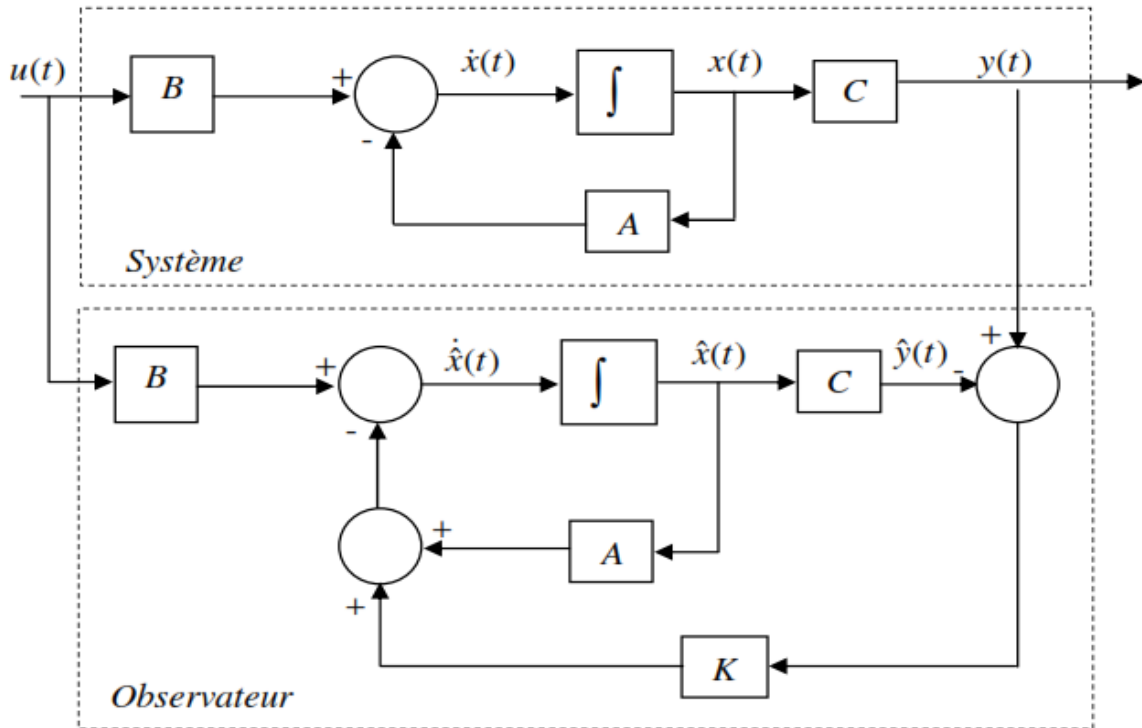 u(t)
B
+
-
ẋ(t)
∫
x(t)
C
y(t)
A
Système
B
+
-
x̂̇(t)
∫
x̂(t)
C
ŷ(t)
-
+
+
A
+
K
Observateur